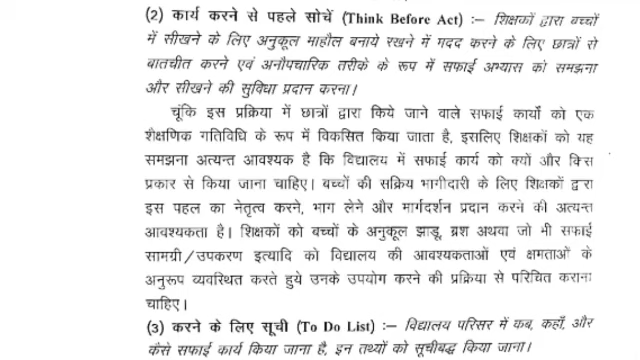 (2) कार्य करने से पहले सोचें (Think Before Act) :– शिक्षकों द्वारा बच्चों
में सीखने के लिए अनुकूल माहौल बनाये रखने में मदद करने के लिए छात्रों से
बातचीत करने एवं अनौपचारिक तरीके के रूप में सफाई अभ्यास को समझना
और सीखने की सुविधा प्रदान करना।
चूंकि इस प्रक्रिया में छात्रों द्वारा किये जाने वाले सफाई कार्यों को एक
शैक्षणिक गतिविधि के रूप में विकसित किया जाता है, इसलिए शिक्षकों को यह
समझना अत्यन्त आवश्यक है कि विद्यालय में सफाई कार्य को क्यों और किस
प्रकार से किया जाना चाहिए। बच्चों की सक्रिय भागीदारी के लिए शिक्षकों द्वारा
इस पहल का नेतृत्व करने, भाग लेने और मार्गदर्शन प्रदान करने की अत्यन्त
आवश्यकता है। शिक्षकों को बच्चों के अनुकूल झाडू, ब्रश अथवा जो भी सफाई
सामग्री/उपकरण इत्यादि को विद्यालय की आवश्यकताओं एवं क्षमताओं के
अनुरूप व्यवस्थित करते हुये उनके उपयोग करने की प्रक्रिया से परिचित कराना
चाहिए।
(3) करने के लिए सूची (To Do List) :– विद्यालय परिसर में कब, कहाँ, और
कैसे सफाई कार्य किया जाना है, इन तथ्यों को सूचीबद्ध किया जाना।